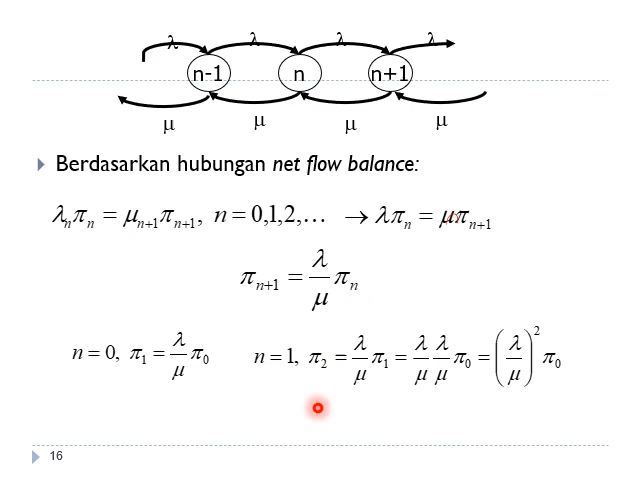 λ λ λ λ
n-1 n n+1
μ μ μ μ
Berdasarkan hubungan net flow balance:
λₙπₙ = μₙ₊₁πₙ₊₁, n = 0,1,2,… → λπₙ = μπₙ₊₁
πₙ₊₁ = λ/μ πₙ
n = 0, π₁ = λ/μ π₀
n = 1, π₂ = λ/μ π₁ = λ/μ λ/μ π₀ = (λ/μ)² π₀
16